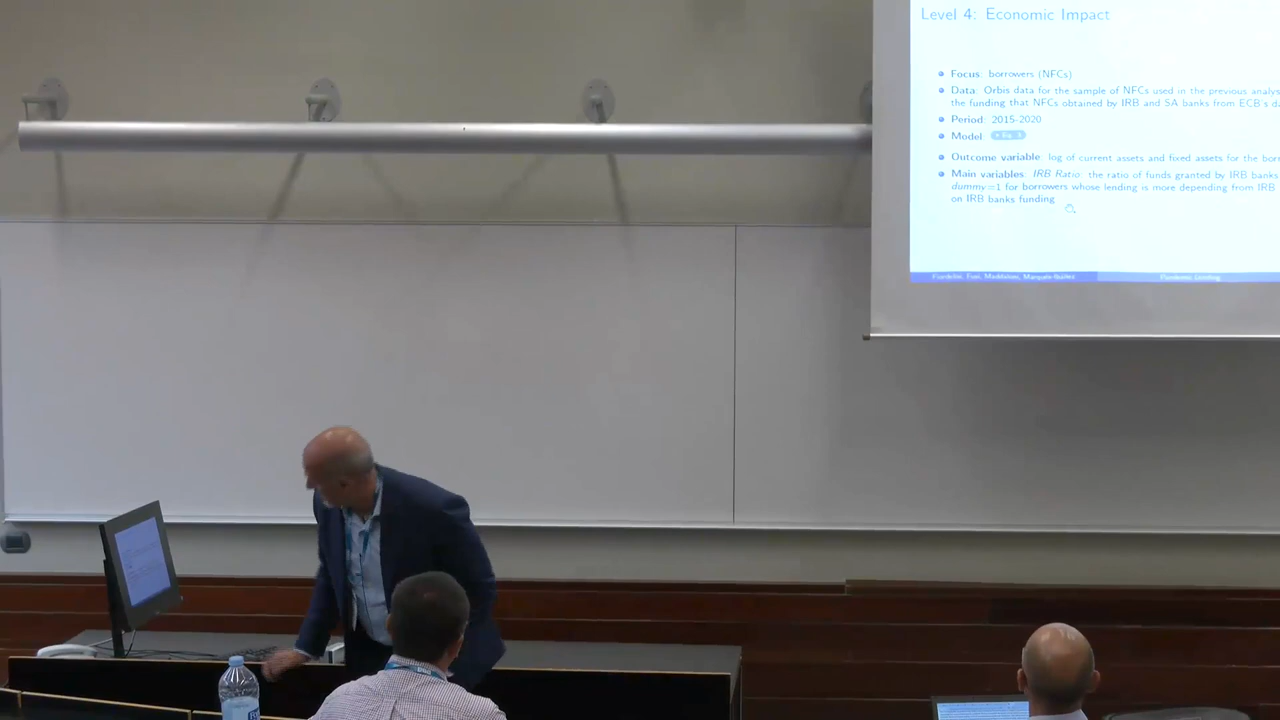 Level 4: Economic Impact
Focus: borrowers (NFCs)
Data: Orbis data for the sample of NFCs used in the previous analys
the funding that NFCs obtained by IRB and SA banks from ECB's d
Period: 2015-2020
Model:
Outcome variable log of current assets and fixed assets for the bor
Main variables: IRB Ratio: the ratio of funds granted by IRB banks
dummy=1 for borrowers whose lending is more depending from IRB
on IRB banks funding
Pandemic Lending